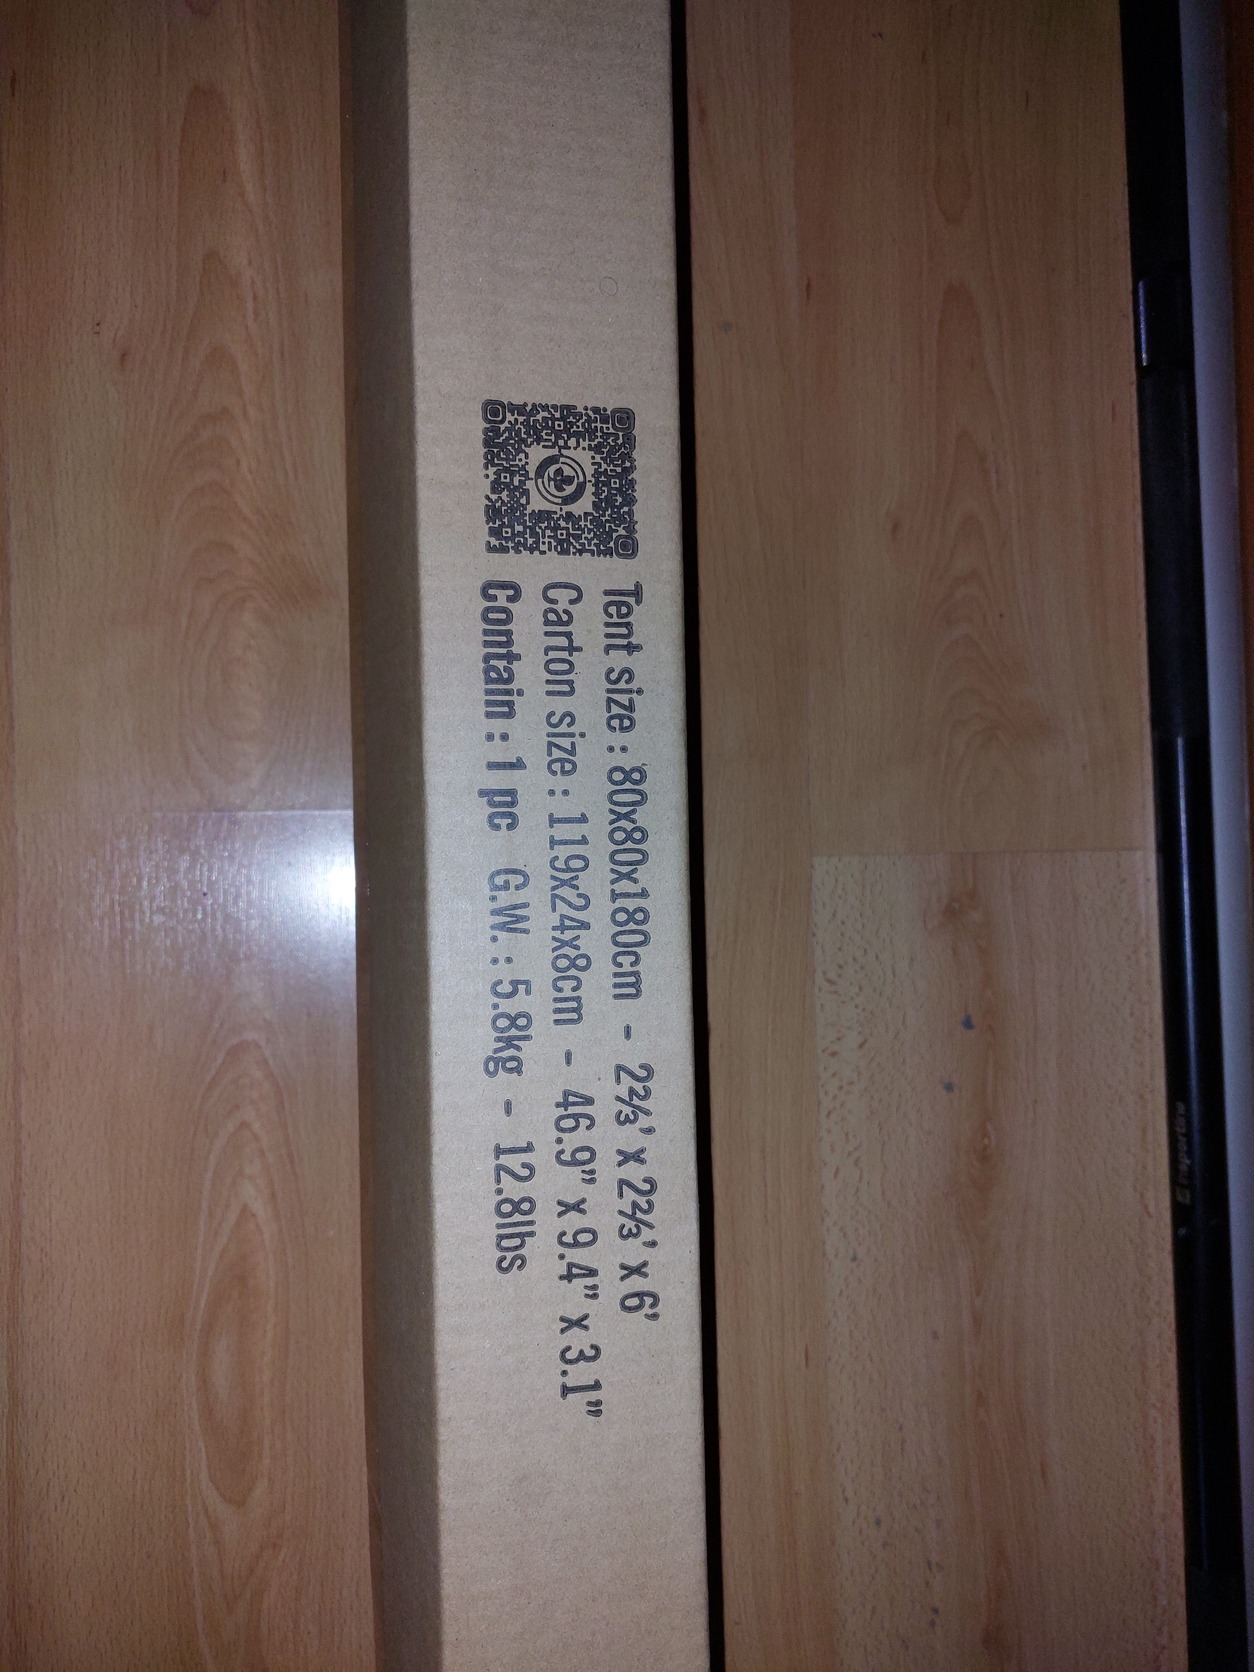 Tent size : 80x80x180cm - 2⅔' x 2⅔' x 6'
Carton size : 119x24x8cm - 46.9” x 9.4” x 3.1”
Contain : 1 pc G.W. : 5.8kg - 12.8lbs
insportline